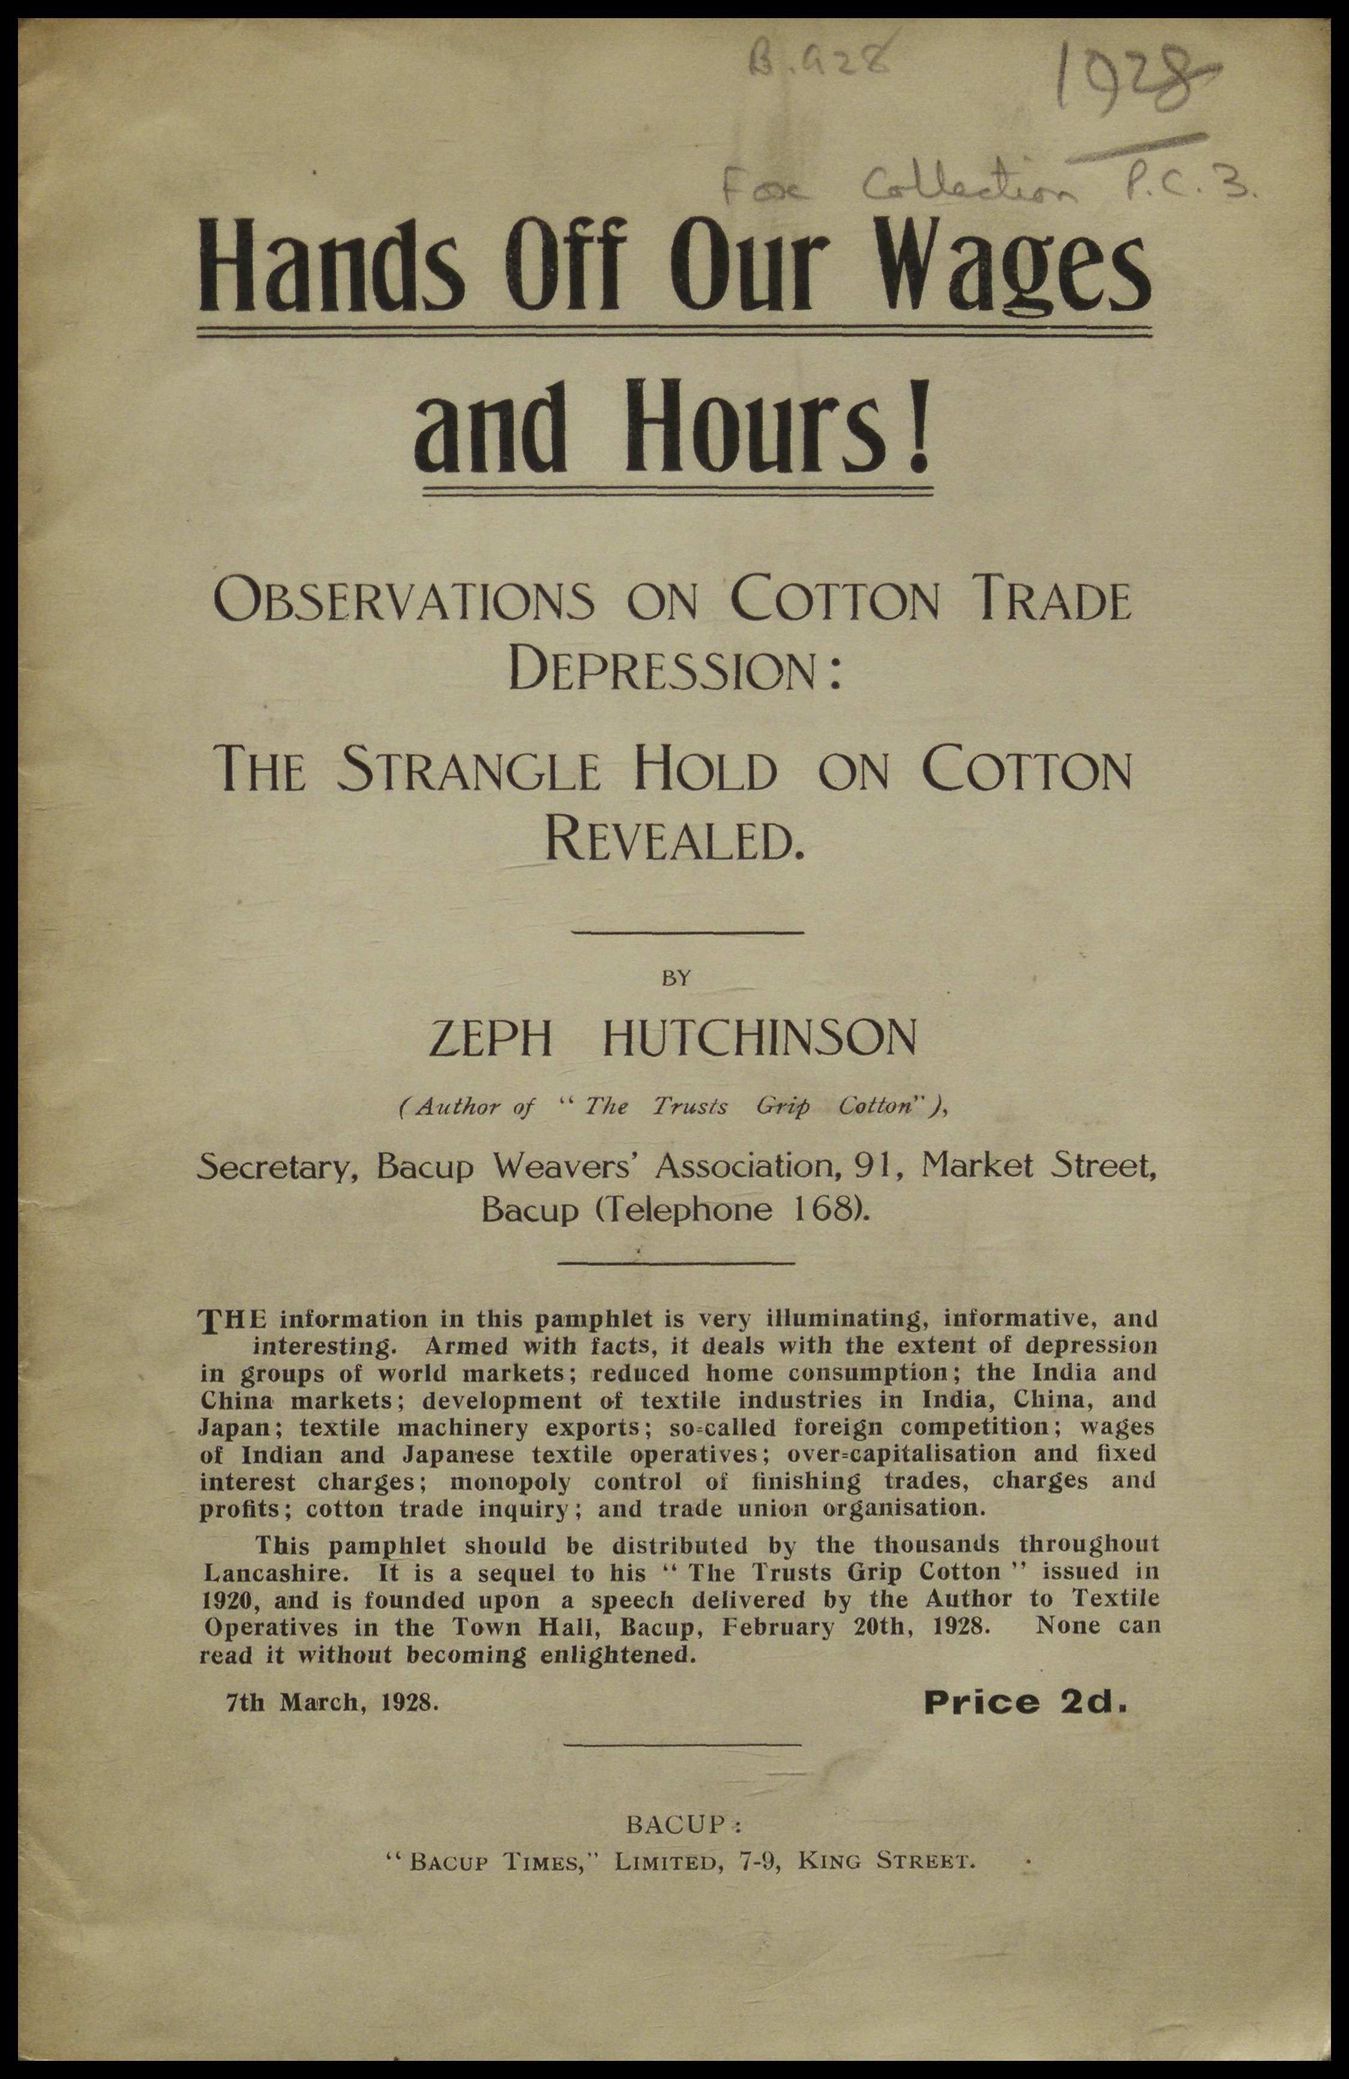 B.928
1928
Fox Collection P.C.3.
Hands Off Our Wages
and Hours!
OBSERVATIONS ON COTTON TRADE
DEPRESSION:
THE STRANGLE HOLD ON COTTON
REVEALED.
BY
ZEPH HUTCHINSON
(Author of "The Trusts Grip Cotton"),
Secretary, Bacup Weavers' Association, 91, Market Street,
Bacup (Telephone 168).
THE information in this pamphlet is very illuminating, informative, and
interesting. Armed with facts, it deals with the extent of depression
in groups of world markets; reduced home consumption; the India and
China markets; development of textile industries in India, China, and
Japan; textile machinery exports; so-called foreign competition; wages
of Indian and Japanese textile operatives; over-capitalisation and fixed
interest charges; monopoly control of finishing trades, charges and
profits; cotton trade inquiry; and trade union organisation.
This pamphlet should be distributed by the thousands throughout
Lancashire. It is a sequel to his "The Trusts Grip Cotton" issued in
1920, and is founded upon a speech delivered by the Author to Textile
Operatives in the Town Hall, Bacup, February 20th, 1928. None can
read it without becoming enlightened.
7th March, 1928. Price 2d.
BACUP:
"BACUP TIMES," LIMITED, 7-9, KING STREET.